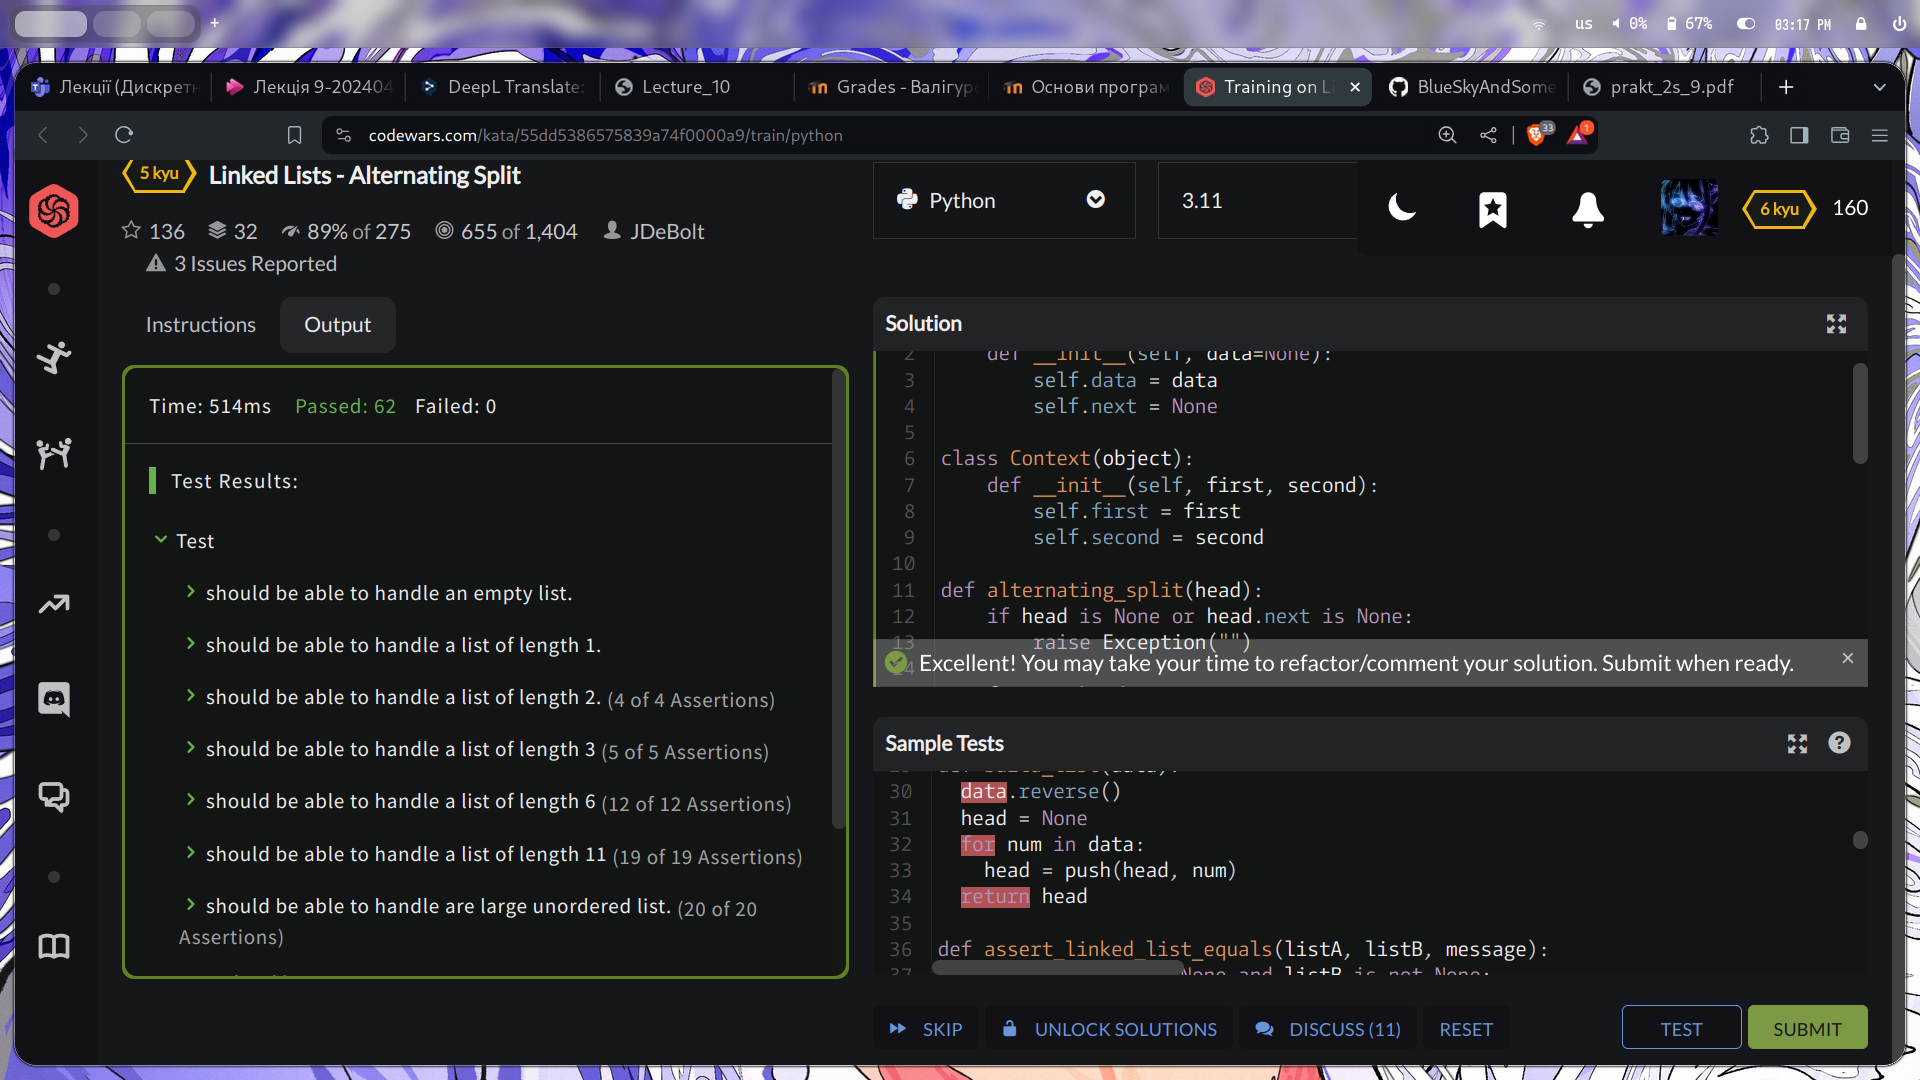 +
us
0%
67%
03:17 PM
Лекції (Дискретн
Лекція 9-202404
DeepL Translate:
Lecture_10
Grades - Валігур
Основи програм
Training on Li
BlueSkyAndSome
prakt_2s_9.pdf
codewars.com/kata/55dd5386575839a74f0000a9/train/python
33
1
5 kyu
Linked Lists - Alternating Split
136
32
89% of 275
655 of 1,404
JDeBolt
3 Issues Reported
Python
3.11
6 kyu
160
Instructions
Output
Time: 514ms Passed: 62 Failed: 0
Test Results:
Test
should be able to handle an empty list.
should be able to handle a list of length 1.
should be able to handle a list of length 2. (4 of 4 Assertions)
should be able to handle a list of length 3 (5 of 5 Assertions)
should be able to handle a list of length 6 (12 of 12 Assertions)
should be able to handle a list of length 11 (19 of 19 Assertions)
should be able to handle are large unordered list. (20 of 20
Assertions)
Solution
2 def __init__(self, data=None):
3 self.data = data
4 self.next = None
5
6 class Context(object):
7 def __init__(self, first, second):
8 self.first = first
9 self.second = second
10
11 def alternating_split(head):
12 if head is None or head.next is None:
13 raise Exception("")
14
Excellent! You may take your time to refactor/comment your solution. Submit when ready.
Sample Tests
30 data.reverse()
31 head = None
32 for num in data:
33 head = push(head, num)
34 return head
35
36 def assert_linked_list_equals(listA, listB, message):
37 None and listB is not None:
SKIP
UNLOCK SOLUTIONS
DISCUSS (11)
RESET
TEST
SUBMIT